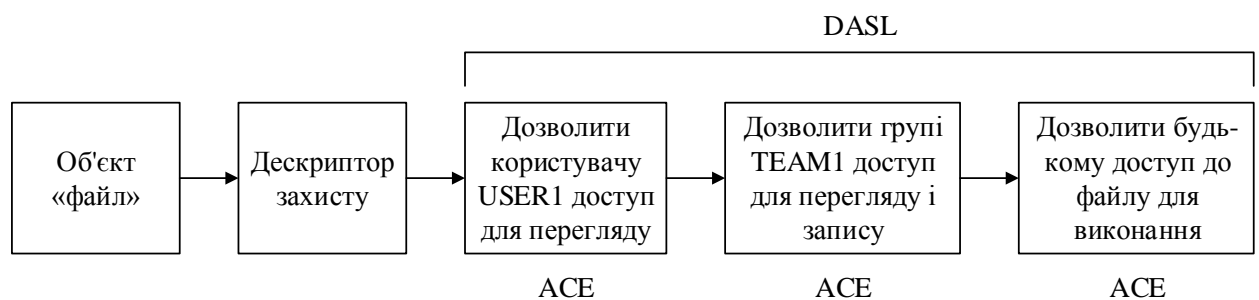 DASL
Об'єкт
«файл»
Дескриптор
захисту
Дозволити
користувачу
USER1 доступ
для перегляду
Дозволити групі
TEAM1 доступ
для перегляду і
запису
Дозволити будь-
кому доступ до
файлу для
виконання
ACE
ACE
ACE